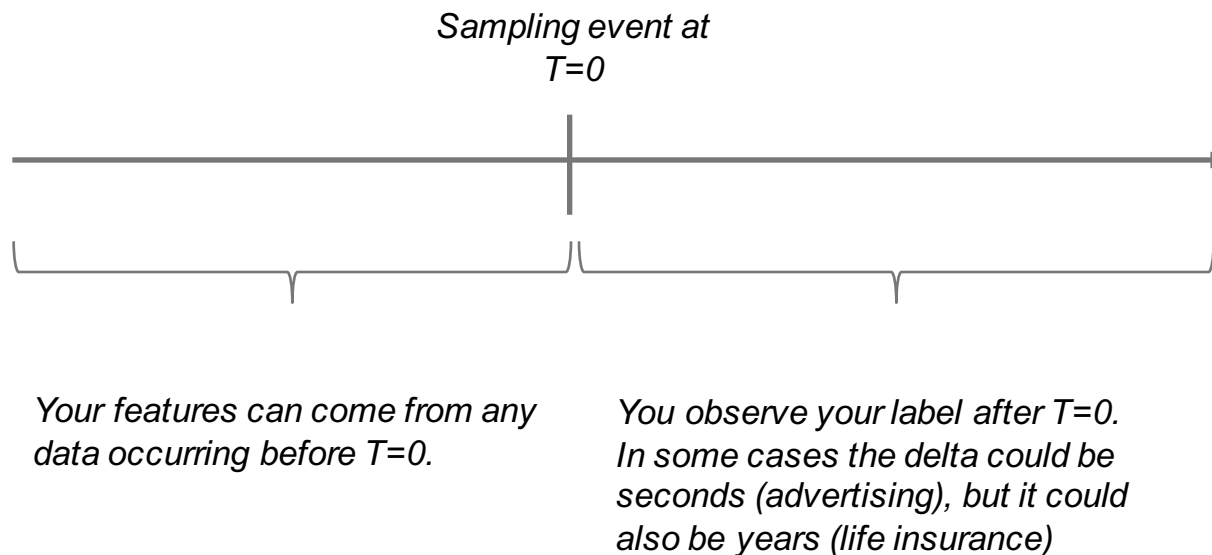 Sampling event at
T=0
Your features can come from any
data occurring before T=0.
You observe your label after T=0.
In some cases the delta could be
seconds (advertising), but it could
also be years (life insurance)